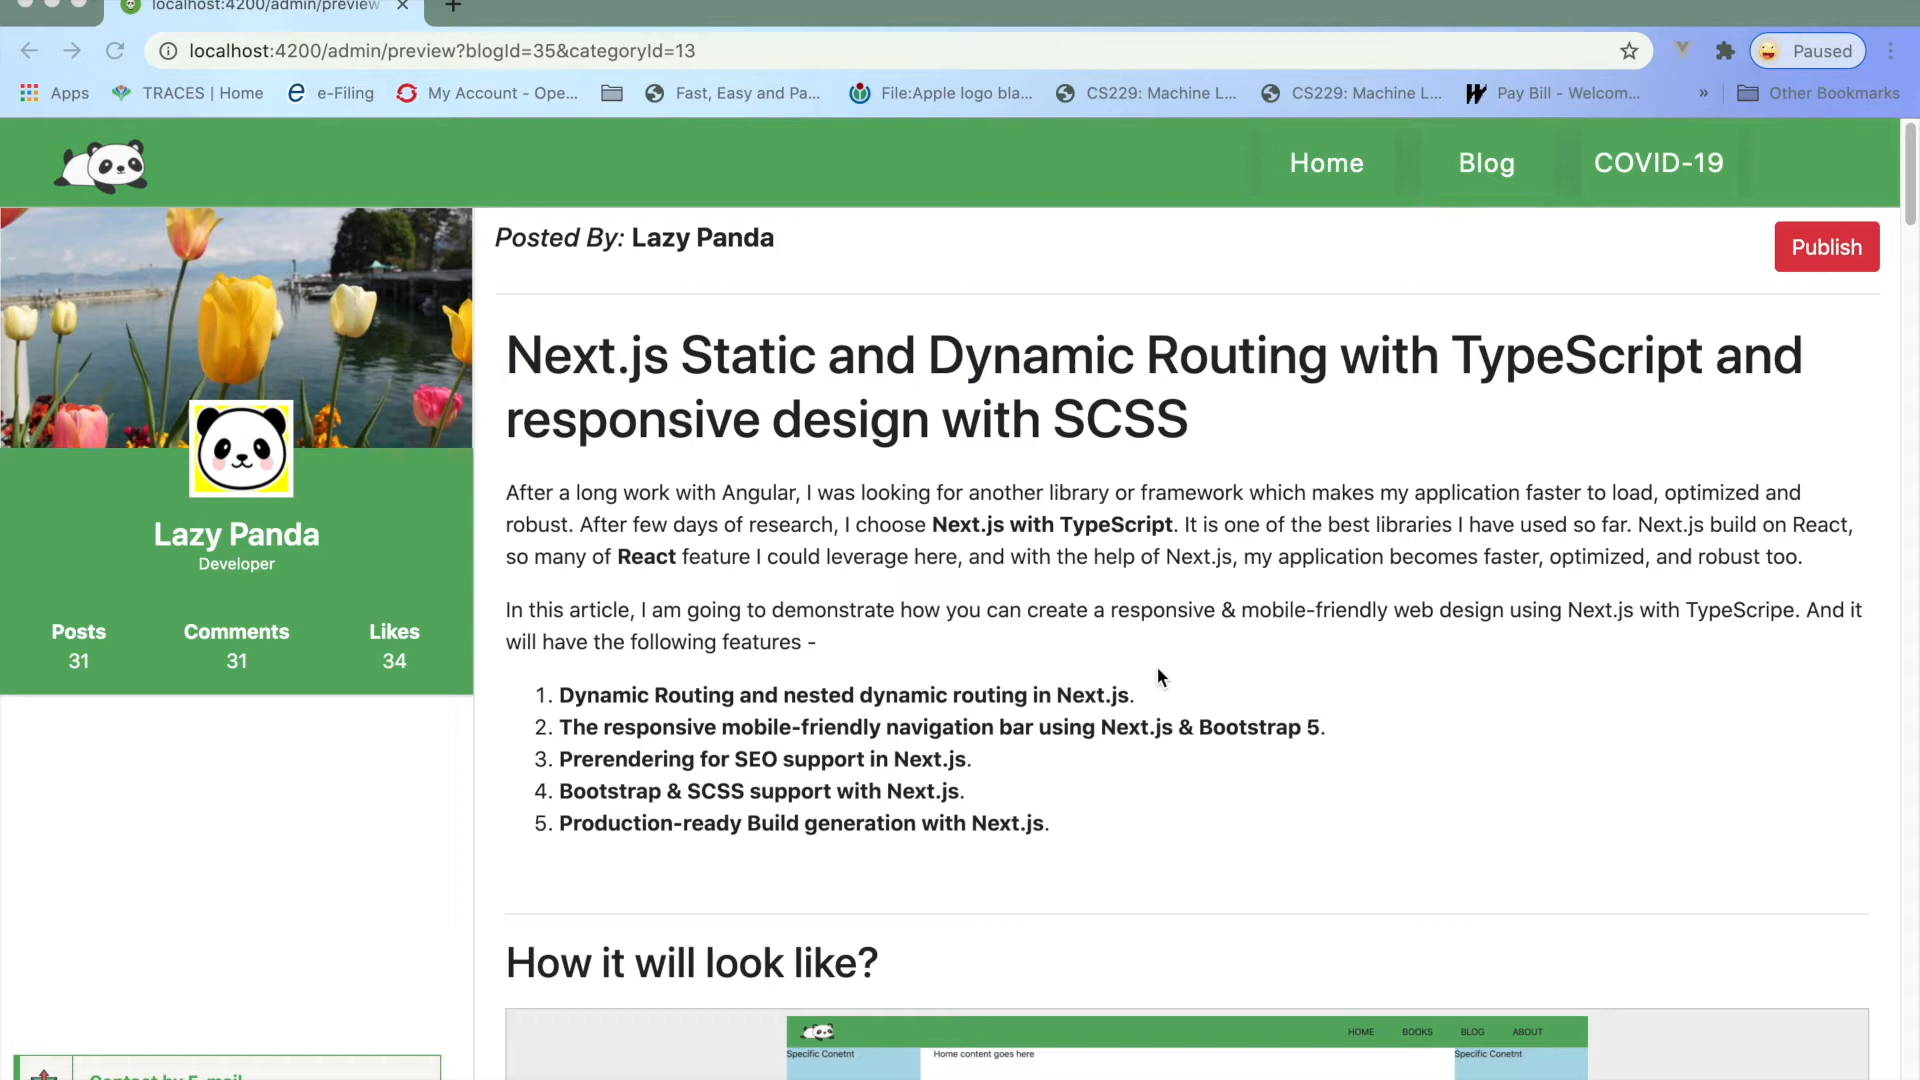 localhost:4200/admin/preview
localhost:4200/admin/preview?blogId=35&categoryId=13
Paused
Apps
TRACES | Home
e-Filing
My Account - Ope...
Fast, Easy and Pa...
File:Apple logo bla...
CS229: Machine L...
CS229: Machine L...
Pay Bill - Welcom...
»
Other Bookmarks
Home
Blog
COVID-19
Lazy Panda
Developer
Posts
Comments
Likes
31
31
34
Contact by E-mail
Posted By: Lazy Panda
Publish
Next.js Static and Dynamic Routing with TypeScript and
responsive design with SCSS
After a long work with Angular, I was looking for another library or framework which makes my application faster to load, optimized and
robust. After few days of research, I choose Next.js with TypeScript. It is one of the best libraries I have used so far. Next.js build on React,
so many of React feature I could leverage here, and with the help of Next.js, my application becomes faster, optimized, and robust too.
In this article, I am going to demonstrate how you can create a responsive & mobile-friendly web design using Next.js with TypeScripe. And it
will have the following features -
1. Dynamic Routing and nested dynamic routing in Next.js.
2. The responsive mobile-friendly navigation bar using Next.js & Bootstrap 5.
3. Prerendering for SEO support in Next.js.
4. Bootstrap & SCSS support with Next.js.
5. Production-ready Build generation with Next.js.
How it will look like?
HOME
BOOKS
BLOG
ABOUT
Specific Conetnt
Home content goes here
Specific Conetnt